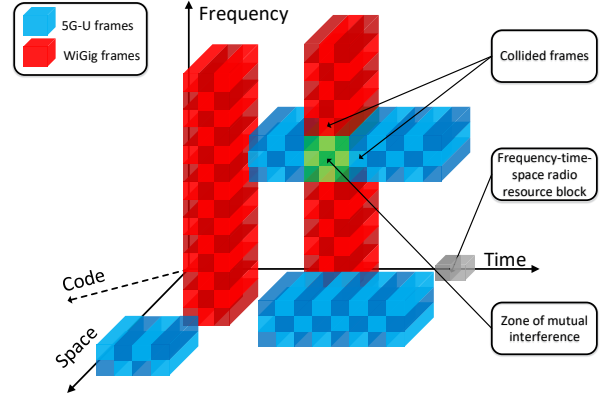 Frequency
5G-U frames
WiGig frames
Collided frames
Frequency-time-
space radio
resource block
Time
Code
Space
Zone of mutual
interference